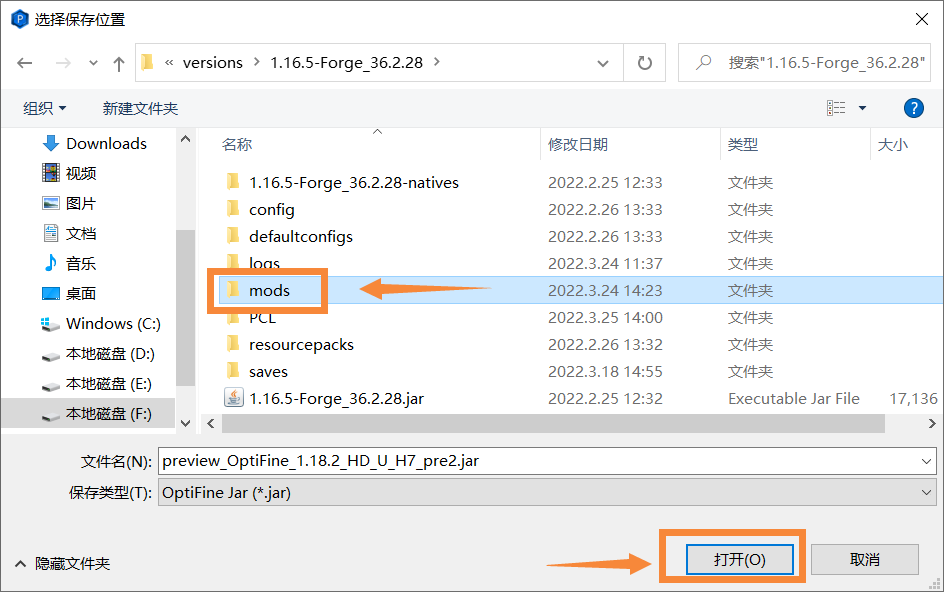 选择保存位置
« versions › 1.16.5-Forge_36.2.28 ›
搜索"1.16.5-Forge_36.2.28"
组织
新建文件夹
名称 修改日期 类型 大小
Downloads
视频
图片
文档
音乐
桌面
Windows (C:)
本地磁盘 (D:)
本地磁盘 (E:)
本地磁盘 (F:)
1.16.5-Forge_36.2.28-natives 2022.2.25 12:33 文件夹
config 2022.2.26 13:33 文件夹
defaultconfigs 2022.2.26 13:33 文件夹
logs 2022.3.24 11:37 文件夹
mods 2022.3.24 14:23 文件夹
PCL 2022.3.25 14:00 文件夹
resourcepacks 2022.2.26 13:32 文件夹
saves 2022.3.18 14:55 文件夹
1.16.5-Forge_36.2.28.jar 2022.2.25 12:32 Executable Jar File 17,136
文件名(N): preview_OptiFine_1.18.2_HD_U_H7_pre2.jar
保存类型(T): OptiFine Jar (*.jar)
隐藏文件夹
打开(O)
取消